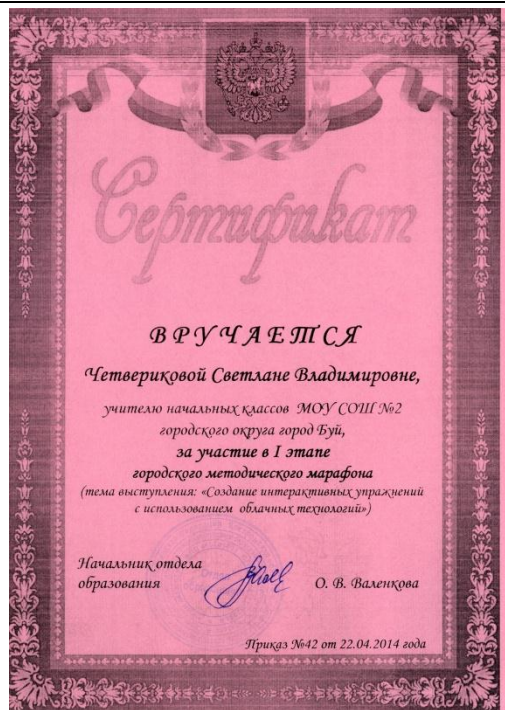 Сертификат
ВРУЧАЕТСЯ
Четвериковой Светлане Владимировне,
учителю начальных классов МОУ СОШ №2
городского округа город Буй,
за участие в I этапе
городского методического марафона
(тема выступления: «Создание интерактивных упражнений
с использованием облачных технологий»)
Начальник отдела
образования О. В. Валенкова
Приказ №42 от 22.04.2014 года